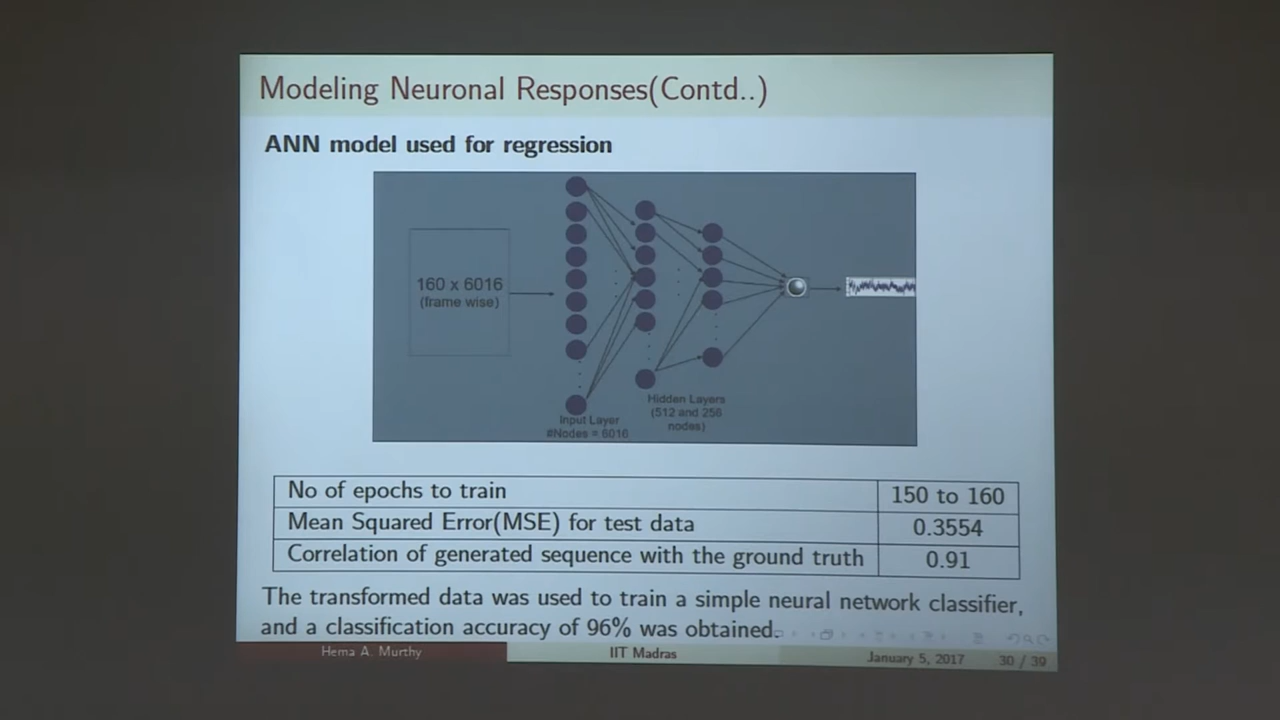 Modeling Neuronal Responses(Contd..)
ANN model used for regression
160 x 6016
(frame wise)
Input Layer
#Nodes = 6016
Hidden Layers
(512 and 256
nodes)
No of epochs to train 150 to 160
Mean Squared Error(MSE) for test data 0.3554
Correlation of generated sequence with the ground truth 0.91
The transformed data was used to train a simple neural network classifier,
and a classification accuracy of 96% was obtained.
Hema A. Murthy IIT Madras January 5, 2017 30 / 39